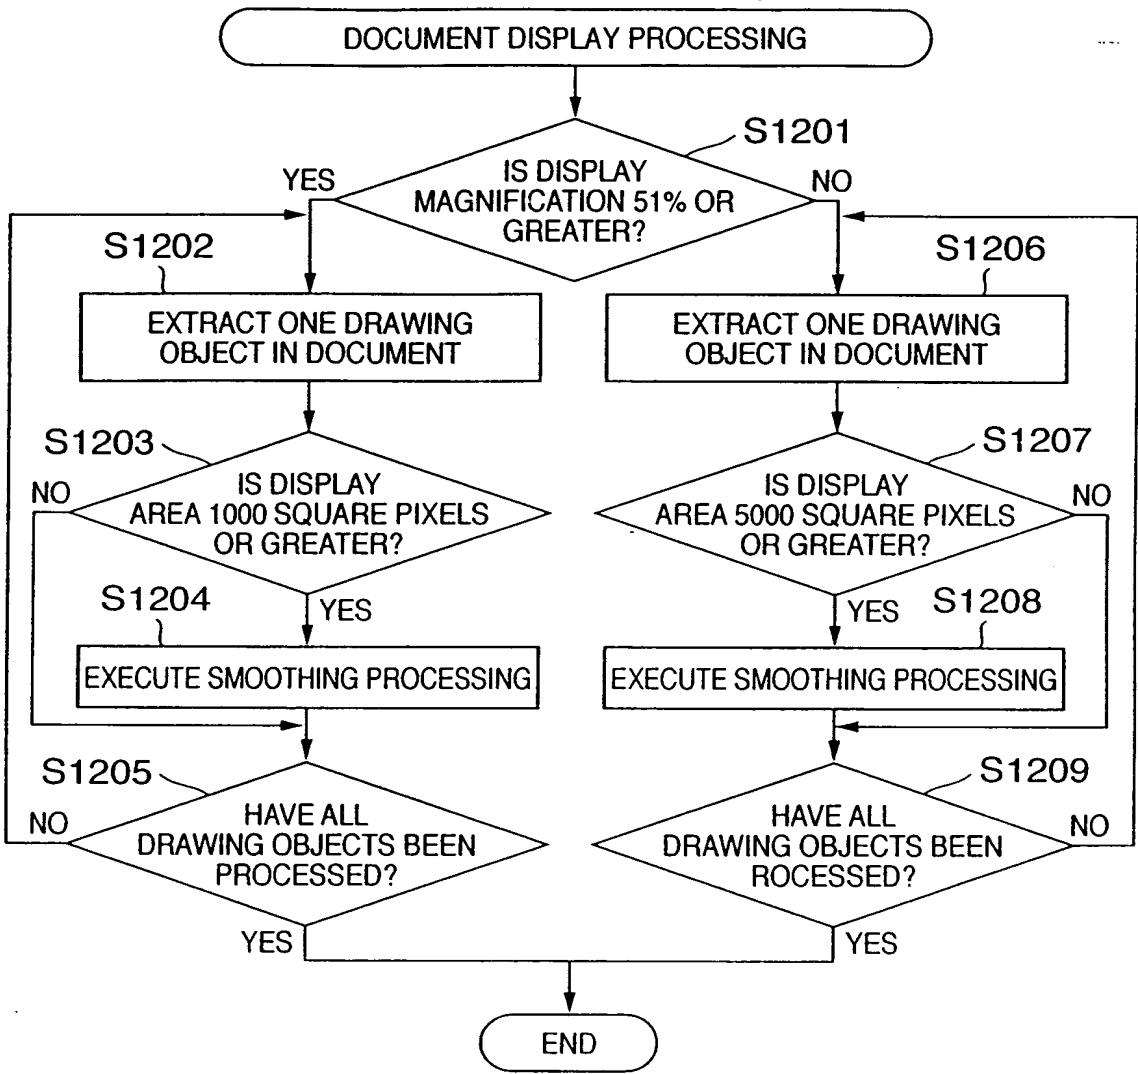 DOCUMENT DISPLAY PROCESSING
S1201
IS DISPLAY
MAGNIFICATION 51% OR
GREATER?
YES
NO
S1202
EXTRACT ONE DRAWING
OBJECT IN DOCUMENT
S1206
EXTRACT ONE DRAWING
OBJECT IN DOCUMENT
S1203
IS DISPLAY
AREA 1000 SQUARE PIXELS
OR GREATER?
NO
YES
S1207
IS DISPLAY
AREA 5000 SQUARE PIXELS
OR GREATER?
NO
YES
S1204
EXECUTE SMOOTHING PROCESSING
S1208
EXECUTE SMOOTHING PROCESSING
S1205
HAVE ALL
DRAWING OBJECTS BEEN
PROCESSED?
NO
YES
S1209
HAVE ALL
DRAWING OBJECTS BEEN
ROCESSED?
NO
YES
END